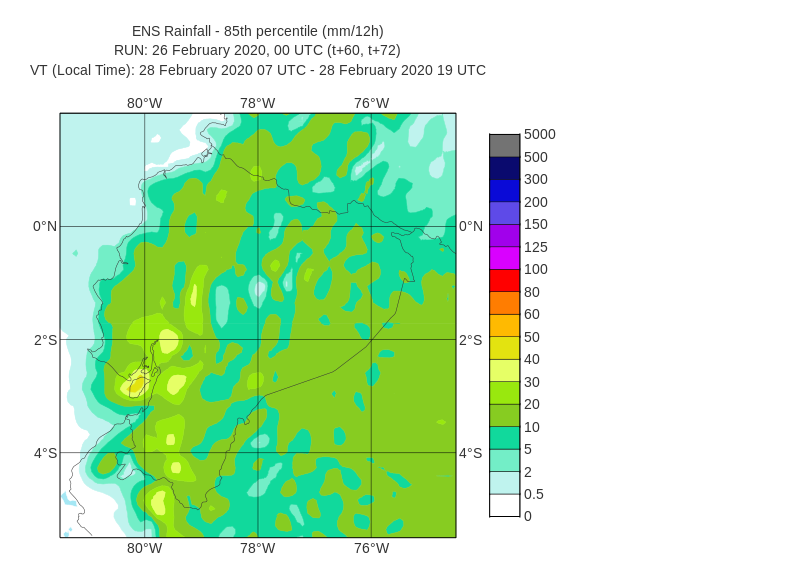 ENS Rainfall - 85th percentile (mm/12h)
RUN: 26 February 2020, 00 UTC (t+60, t+72)
VT (Local Time): 28 February 2020 07 UTC - 28 February 2020 19 UTC
80°W 78°W 76°W
5000
500
300
200
150
125
100
80
60
50
40
30
20
10
5
2
0.5
0
0°N 0°N
2°S 2°S
4°S 4°S
80°W 78°W 76°W